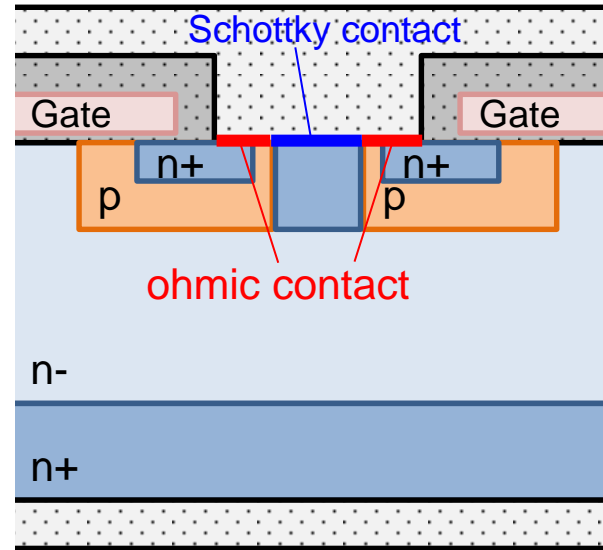 Schottky contact
Gate
Gate
n+
n+
p
p
ohmic contact
n-
n+